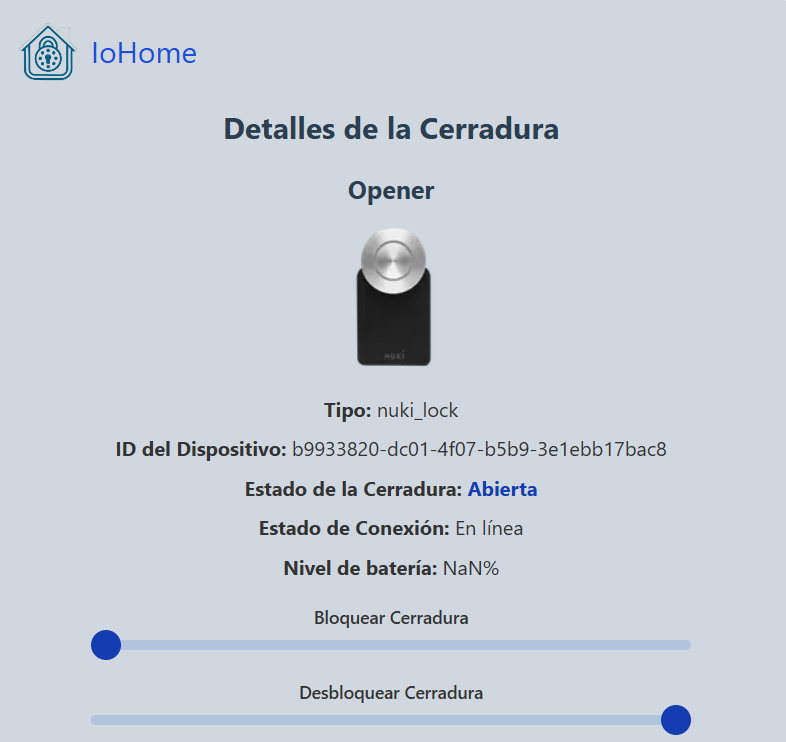 IoHome
Detalles de la Cerradura
Opener
NUKI
Tipo: nuki_lock
ID del Dispositivo: b9933820-dc01-4f07-b5b9-3e1ebb17bac8
Estado de la Cerradura: Abierta
Estado de Conexión: En línea
Nivel de batería: NaN%
Bloquear Cerradura
Desbloquear Cerradura